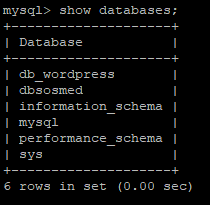 mysql> show databases;
+--------------------+
| Database           |
+--------------------+
| db_wordpress       |
| dbsosmed           |
| information_schema |
| mysql              |
| performance_schema |
| sys                |
+--------------------+
6 rows in set (0.00 sec)